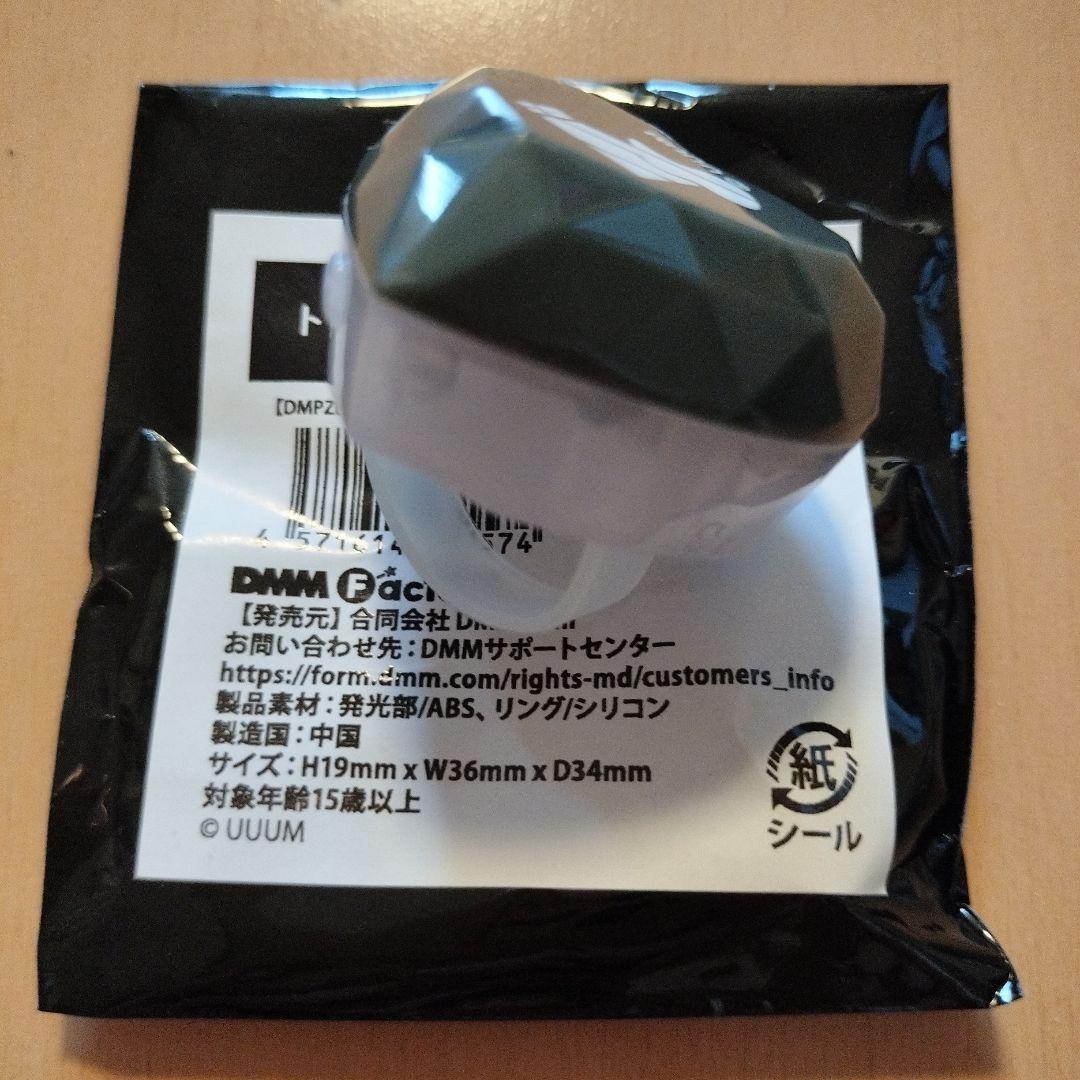 ト
【DMPZ
4 571614 574
DMM
【発売元】合同会社
お問い合わせ先：DMMサポートセンター
https://form.dmm.com/rights-md/customers_info
製品素材：発光部/ABS、リング/シリコン
製造国：中国
サイズ：H19mm x W36mm x D34mm
対象年齢15歳以上
© UUUM
紙
シール